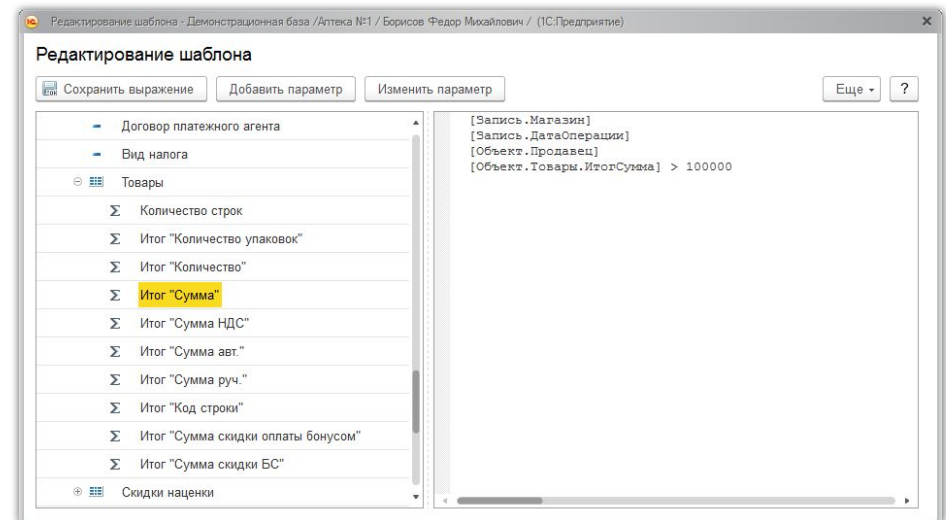 Редактирование шаблона - Демонстрационная база /Аптека №1 / Борисов Федор Михайлович / (1С:Предприятие)
Редактирование шаблона
Сохранить выражение Добавить параметр Изменить параметр Еще ?
Договор платежного агента
Вид налога
Товары
Количество строк
Итог "Количество упаковок"
Итог "Количество"
Итог "Сумма"
Итог "Сумма НДС"
Итог "Сумма авт."
Итог "Сумма руч."
Итог "Код строки"
Итог "Сумма скидки оплаты бонусом"
Итог "Сумма скидки БС"
Скидки наценки
[Запись.Магазин]
[Запись.ДатаОперации]
[Объект.Продавец]
[Объект.Товары.ИтогСумма] > 100000